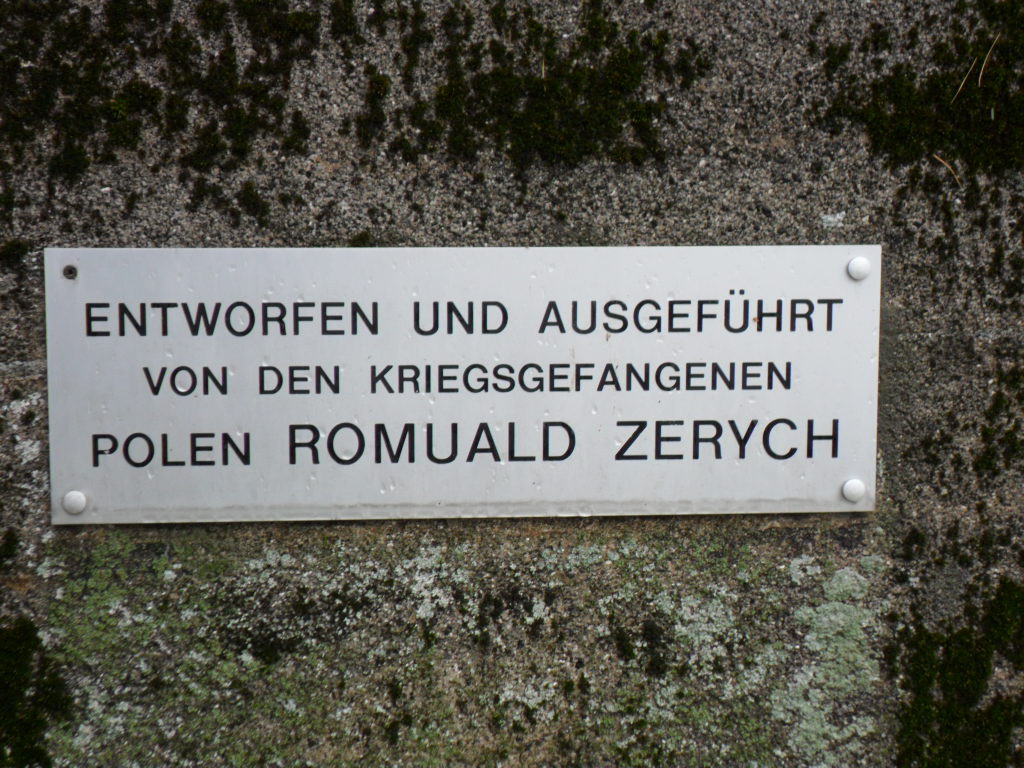 ENTWORFEN UND AUSGEFÜHRT
VON DEN KRIEGSGEFANGENEN
POLEN ROMUALD ZERYCH